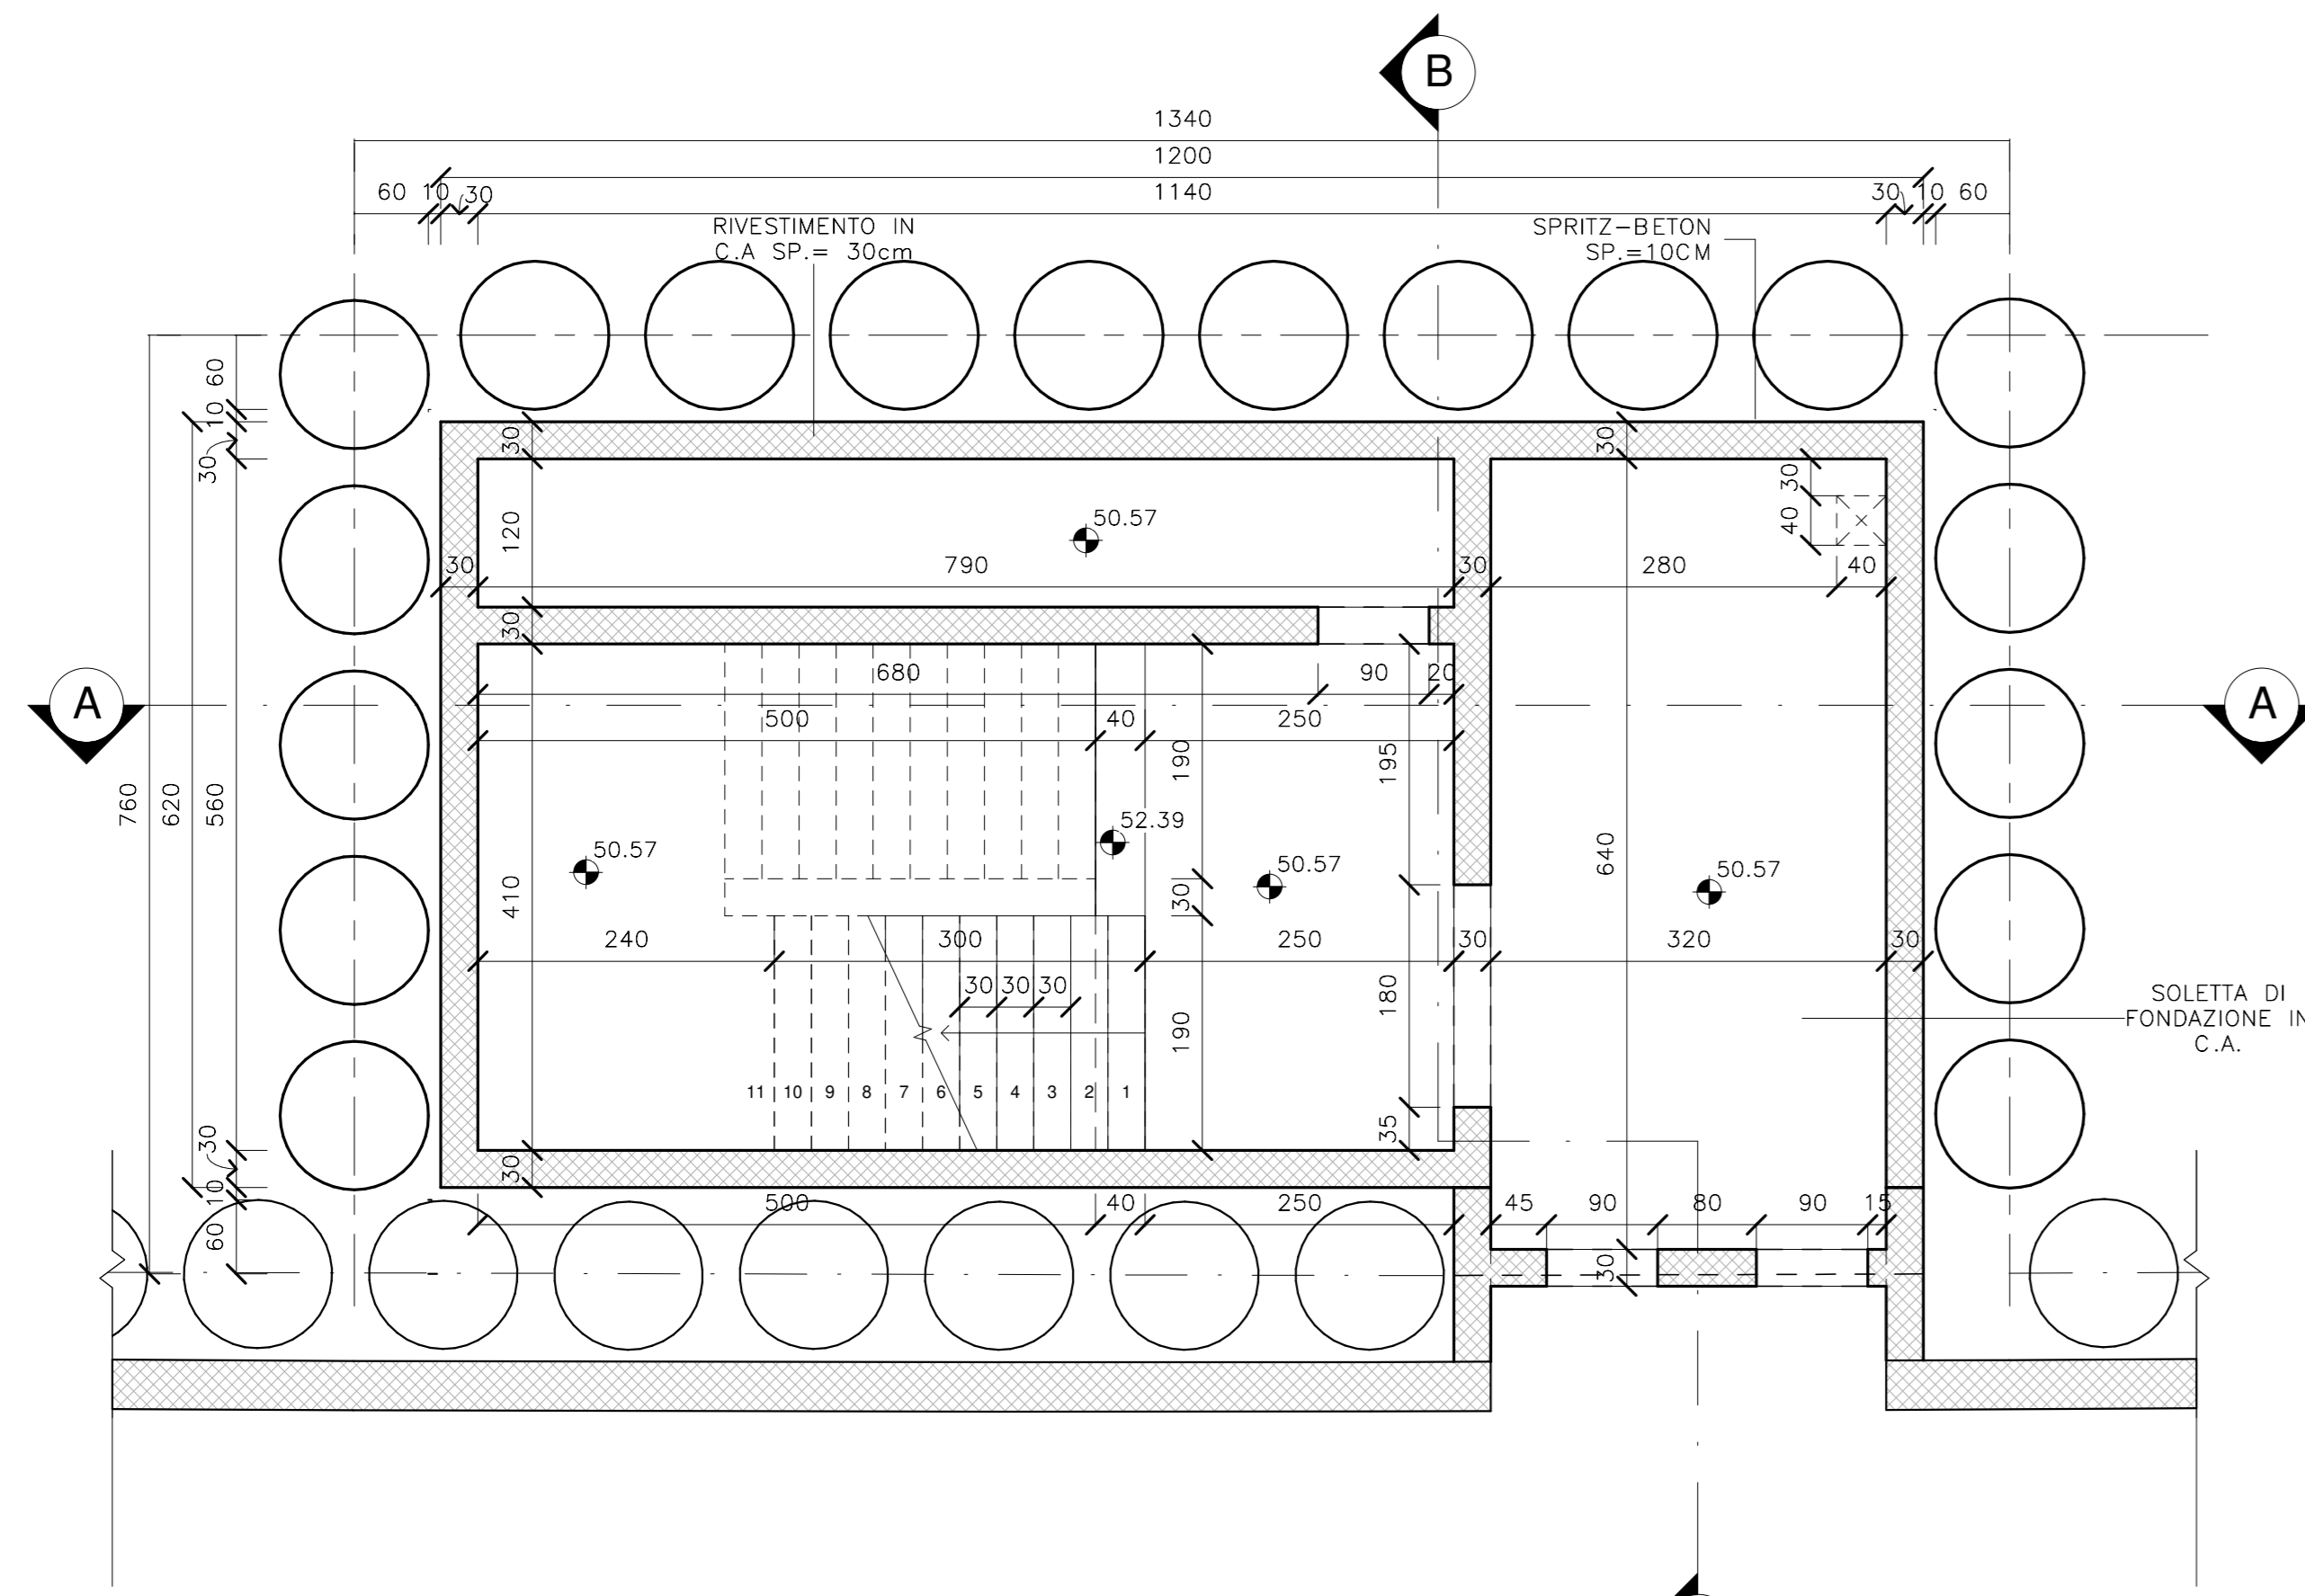 B
1340
1200
60 10 30 1140 30 10 60
RIVESTIMENTO IN
C.A SP.= 30cm
SPRITZ-BETON
SP.=10CM
60
10
30
30
30
30
40
50.57
120
30 790 30 280 40
30
680 90 20
A
A
500 40 250
190
195
760
620
560
52.39
50.57
50.57
50.57
640
410
30
240 300 250 30 320 30
30 30 30
180
190
SOLETTA DI
FONDAZIONE IN
C.A.
11 10 9 8 7 6 5 4 3 2 1
35
30
30
10
60
500 40 250 45 90 80 90 15
30